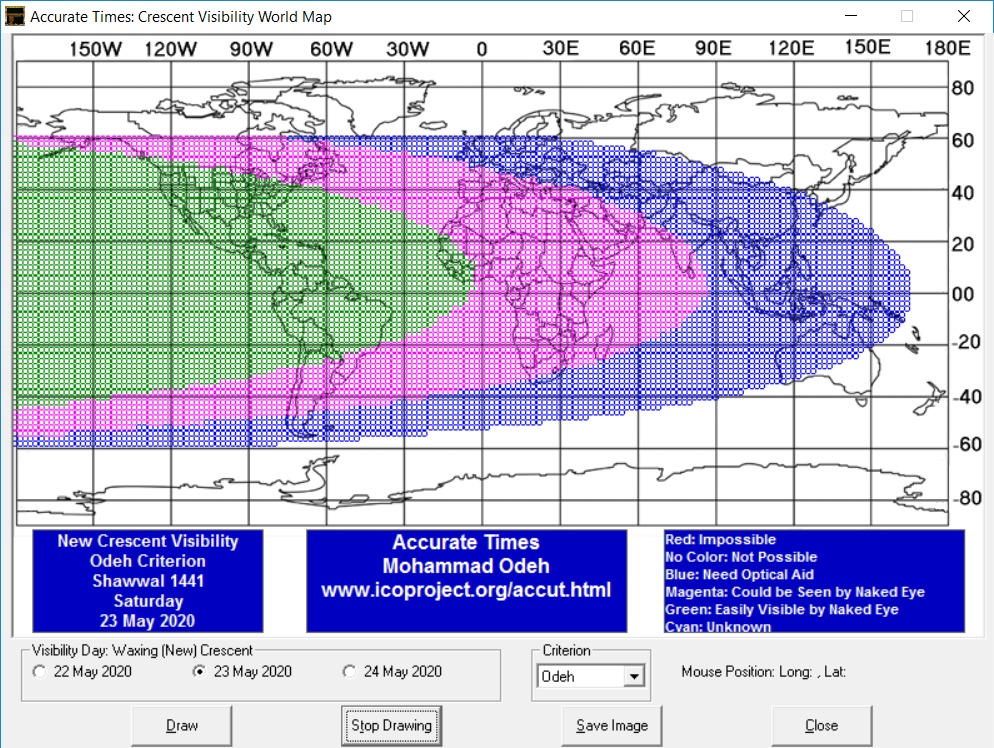 Accurate Times: Crescent Visibility World Map
150W 120W 90W 60W 30W 0 30E 60E 90E 120E 150E 180E
80
60
40
20
00
-20
-40
-60
-80
New Crescent Visibility
Odeh Criterion
Shawwal 1441
Saturday
23 May 2020
Accurate Times
Mohammad Odeh
www.icoproject.org/accut.html
Red: Impossible
No Color: Not Possible
Blue: Need Optical Aid
Magenta: Could be Seen by Naked Eye
Green: Easily Visible by Naked Eye
Cyan: Unknown
Visibility Day: Waxing (New) Crescent
22 May 2020 23 May 2020 24 May 2020
Criterion
Odeh
Mouse Position: Long: , Lat:
Draw Stop Drawing Save Image Close